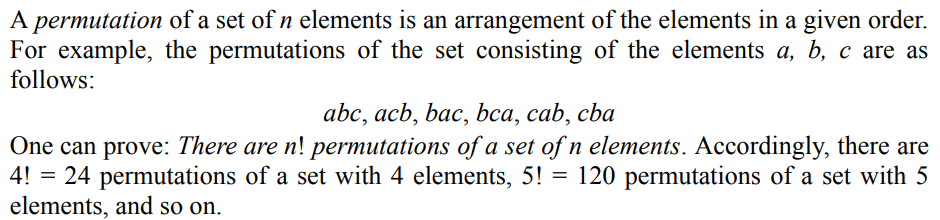 A permutation of a set of n elements is an arrangement of the elements in a given order.
For example, the permutations of the set consisting of the elements a, b, c are as
follows:
abc, acb, bac, bca, cab, cba
One can prove: There are n! permutations of a set of n elements. Accordingly, there are
4! = 24 permutations of a set with 4 elements, 5! = 120 permutations of a set with 5
elements, and so on.